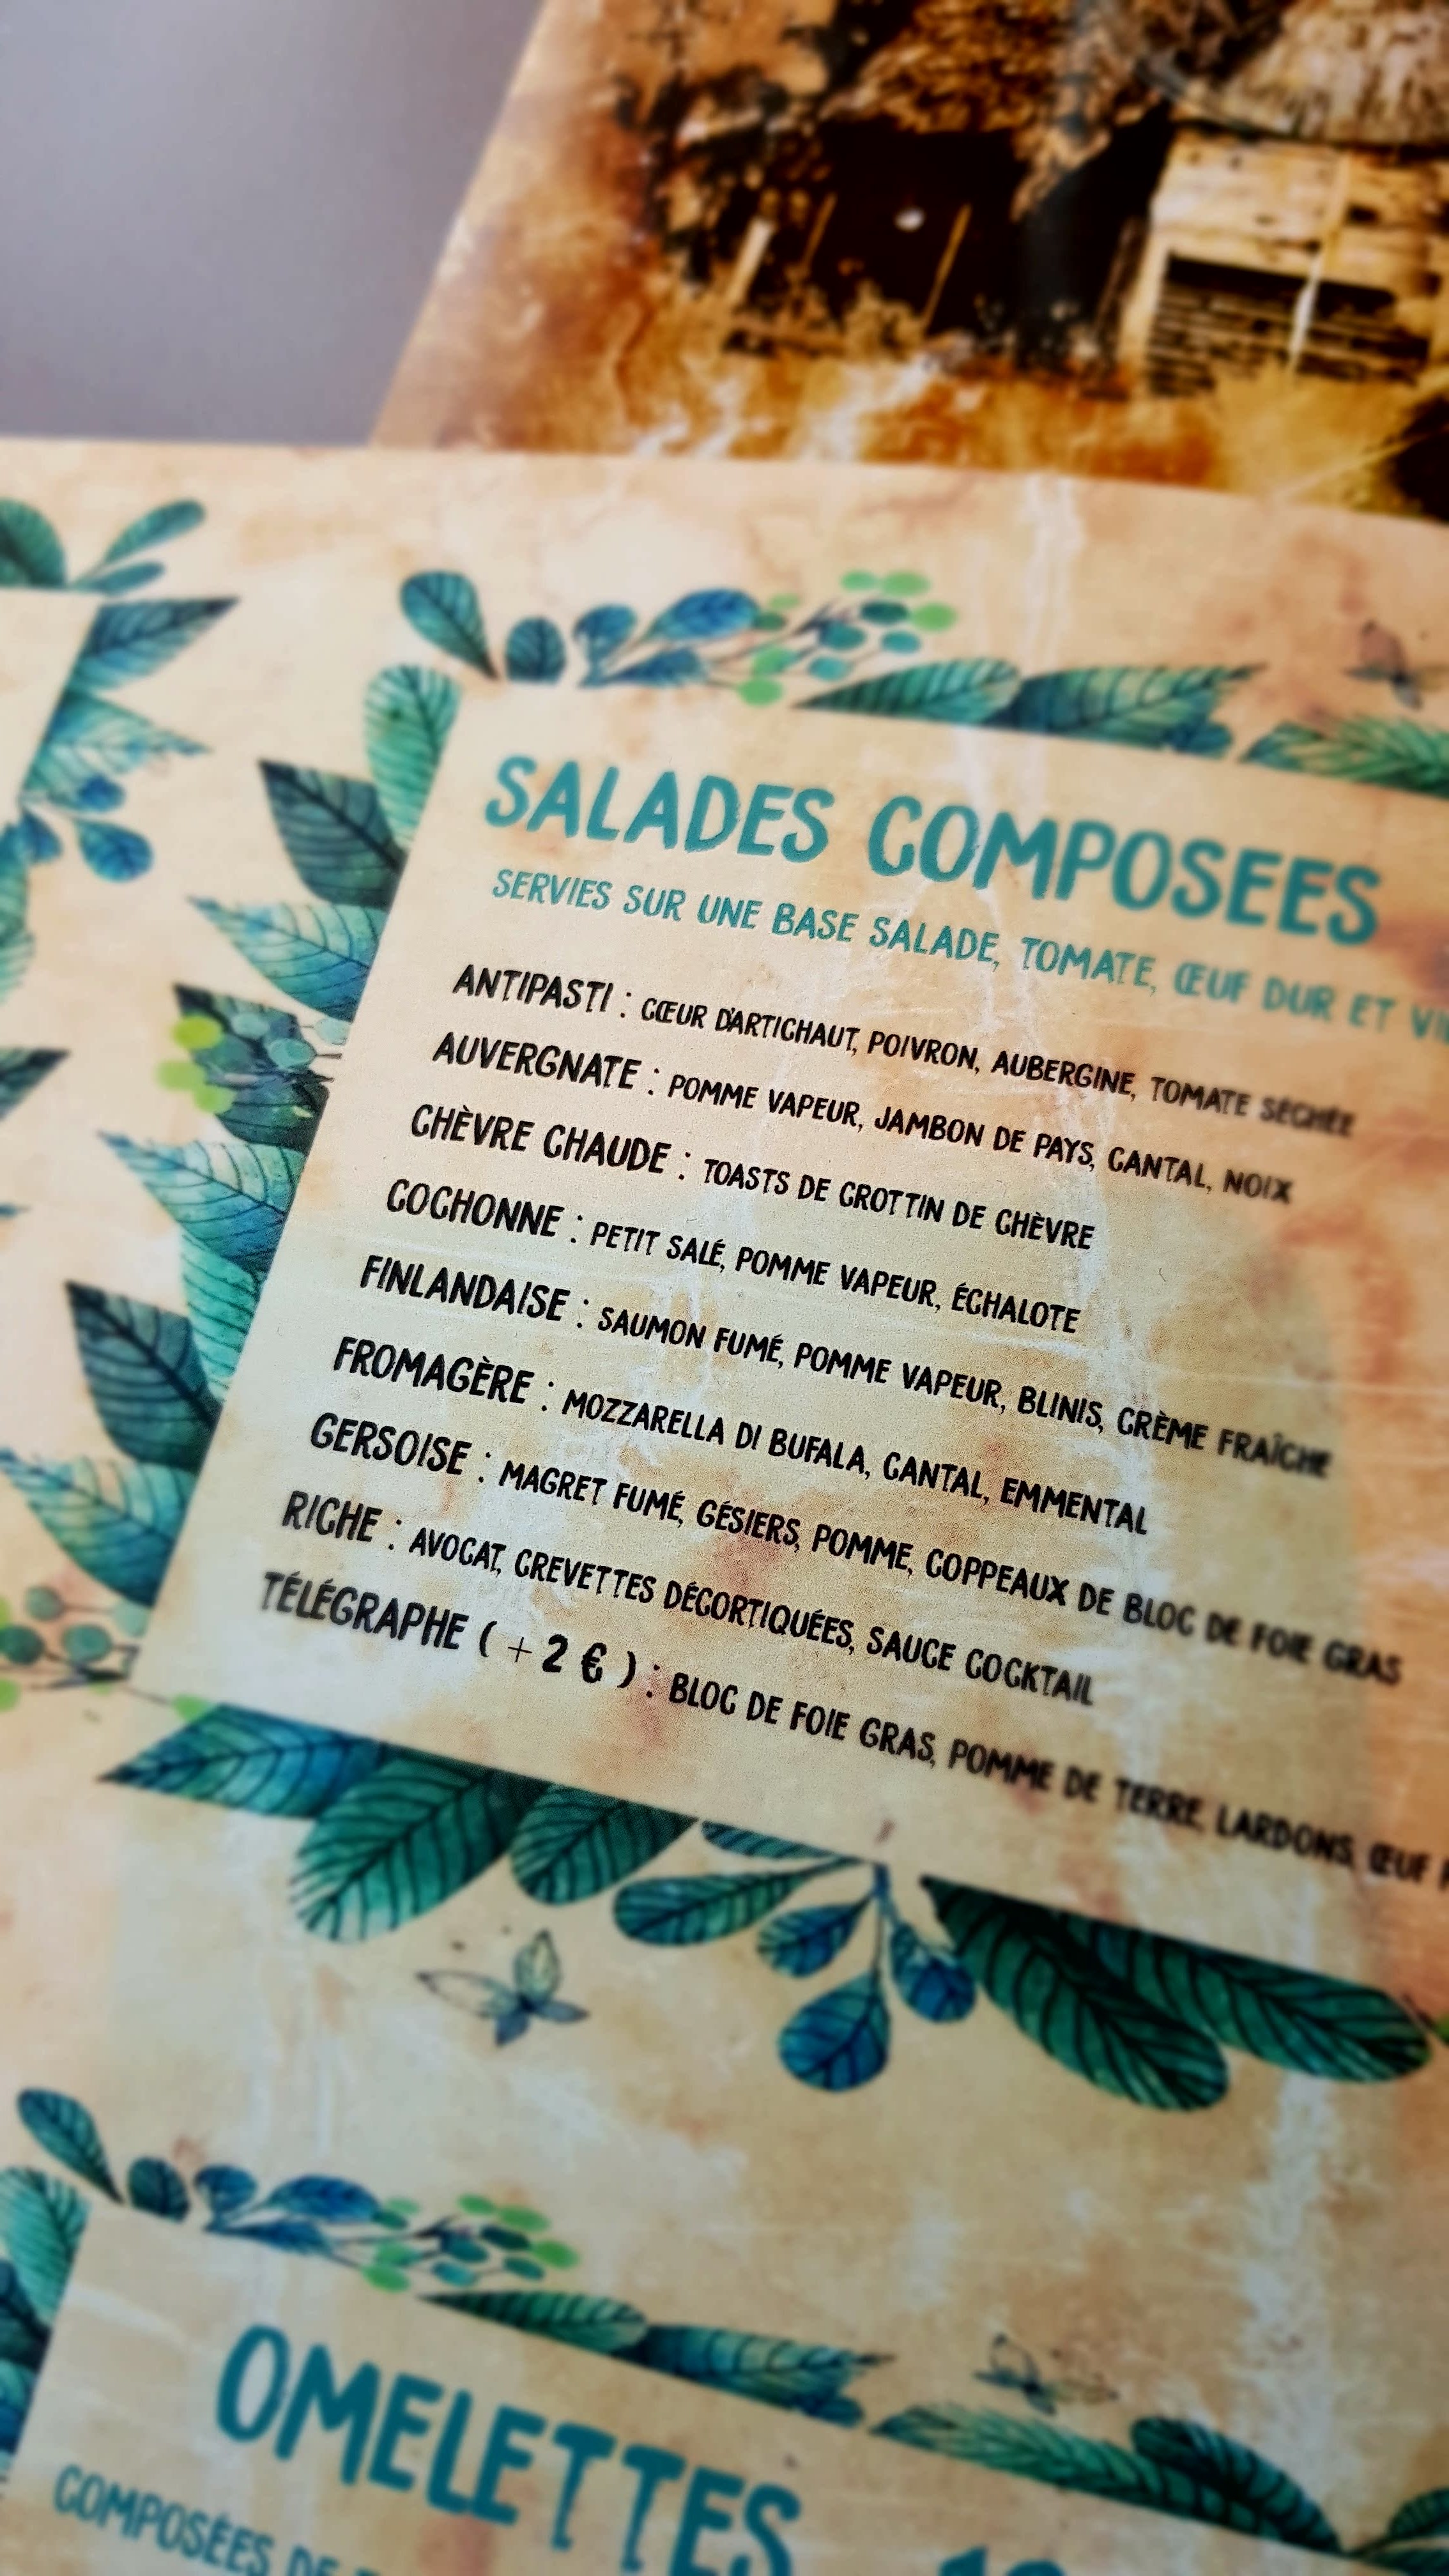 SALADES COMPOSEES
SERVIES SUR UNE BASE SALADE, TOMATE, ŒUF DUR ET
ANTIPASTI : CŒUR D'ARTICHAUT, POIVRON, AUBERGINE, TOMATE SÉCHÉE
AUVERGNATE : POMME VAPEUR, JAMBON DE PAYS, CANTAL, NOIX
CHÈVRE CHAUDE : TOASTS DE CROTTIN DE CHÈVRE
COCHONNE : PETIT SALÉ, POMME VAPEUR, ÉCHALOTE
FINLANDAISE : SAUMON FUMÉ, POMME VAPEUR, BLINIS, CRÈME FRAÎCHE
FROMAGÈRE : MOZZARELLA DI BUFALA, CANTAL, EMMENTAL
GERSOISE : MAGRET FUMÉ, GÉSIERS, POMME, COPPEAUX DE BLOC DE FOIE GRAS
RICHE : AVOCAT, CREVETTES DÉCORTIQUÉES, SAUCE COCKTAIL
TÉLÉGRAPHE ( + 2 € ) : BLOC DE FOIE GRAS, POMME DE TERRE, LARDONS, ŒUF
OMELETTES
COMPOSÉES DE